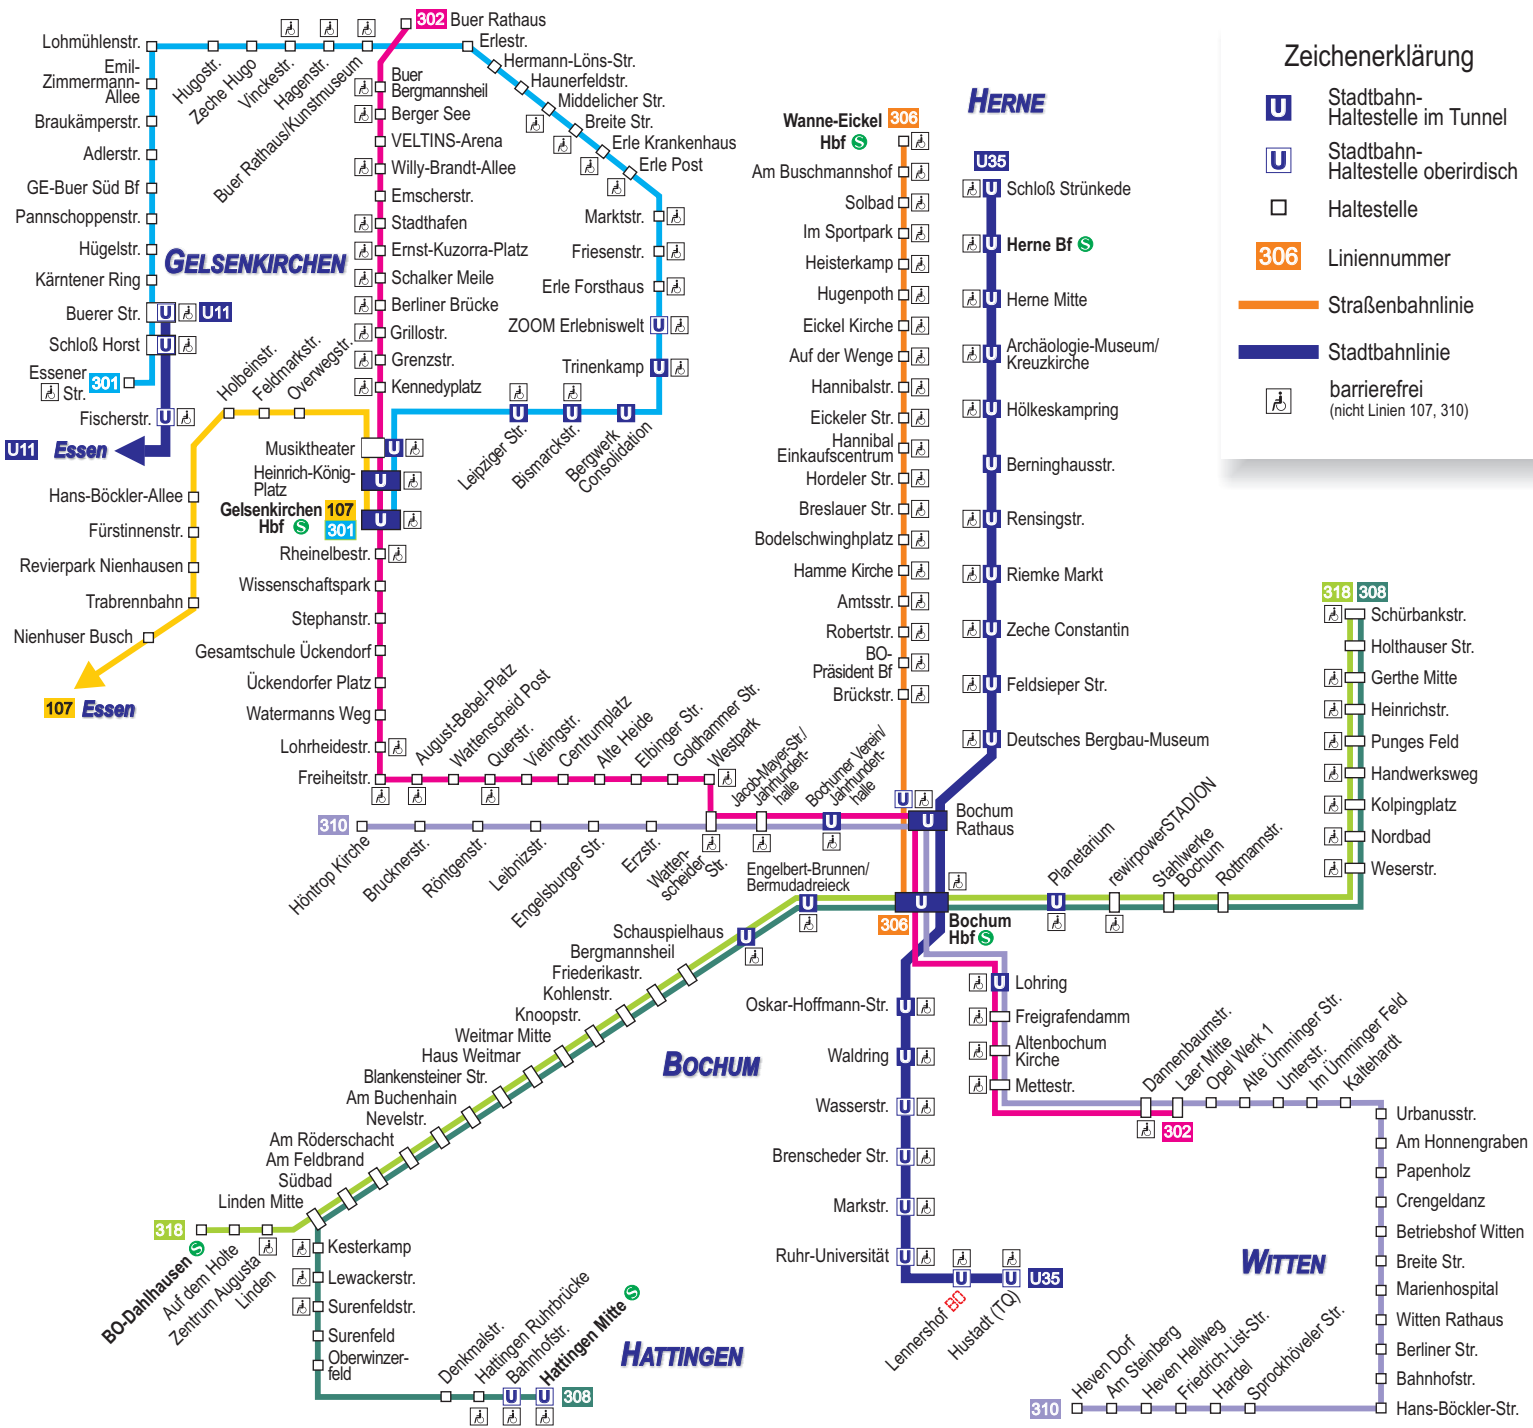 302 Buer Rathaus
Lohmühlenstr.
Emil-
Zimmermann-
Allee
Braukämperstr.
Adlerstr.
GE-Buer Süd Bf
Pannschoppenstr.
Hügelstr.
Kärntener Ring
Buerer Str.
U
U11
Schloß Horst
U
Essener
Str.
301
Fischerstr.
U
U11 Essen
Hugostr.
Zeche Hugo
Vinckestr.
Hagenstr.
Buer Rathaus/Kunstmuseum
Erlestr.
Hermann-Löns-Str.
Haunerfeldstr.
Middelicher Str.
Breite Str.
Erle Krankenhaus
Erle Post
Marktstr.
Friesenstr.
Erle Forsthaus
ZOOM Erlebniswelt
U
Trinenkamp
U
Bergwerk
Consolidation
U
Bismarckstr.
U
Leipziger Str.
U
GELSENKIRCHEN
Buer
Bergmannsheil
Berger See
VELTINS-Arena
Willy-Brandt-Allee
Emscherstr.
Stadthafen
Ernst-Kuzorra-Platz
Schalker Meile
Berliner Brücke
Grillostr.
Grenzstr.
Kennedyplatz
Holbeinstr.
Feldmarkstr.
Overwegstr.
Musiktheater
U
Heinrich-König-
Platz
U
Gelsenkirchen 107
Hbf S 301
U
Hans-Böckler-Allee
Fürstinnenstr.
Revierpark Nienhausen
Trabrennbahn
Nienhuser Busch
107 Essen
Rheinelbestr.
Wissenschaftspark
Stephanstr.
Gesamtschule Ückendorf
Ückendorfer Platz
Watermanns Weg
Lohrheidestr.
Freiheitstr.
August-Bebel-Platz
Wattenscheid Post
Querstr.
Vietingstr.
Centrumplatz
Alte Heide
Elbinger Str.
Goldhammer Str.
Westpark
Jacob-Mayer-Str./
Jahrhundert-
halle
Bochumer Verein/
Jahrhundert-
halle
U
310
Höntrop Kirche
Brucknerstr.
Röntgenstr.
Leibnizstr.
Engelsburger Str.
Erzstr.
Watten-
scheider
Str.
Wanne-Eickel 306
Hbf S
Am Buschmannshof
Solbad
Im Sportpark
Heisterkamp
Hugenpoth
Eickel Kirche
Auf der Wenge
Hannibalstr.
Eickeler Str.
Hannibal
Einkaufscentrum
Hordeler Str.
Breslauer Str.
Bodelschwinghplatz
Hamme Kirche
Amtsstr.
Robertstr.
BO-
Präsident Bf
Brückstr.
U
HERNE
U35
U Schloß Strünkede
U Herne Bf S
U Herne Mitte
U Archäologie-Museum/
Kreuzkirche
U Hölkeskampring
U Berninghausstr.
U Rensingstr.
U Riemke Markt
U Zeche Constantin
U Feldsieper Str.
U Deutsches Bergbau-Museum
U Bochum
Rathaus
Zeichenerklärung
U Stadtbahn-
Haltestelle im Tunnel
U Stadtbahn-
Haltestelle oberirdisch
Haltestelle
306 Liniennummer
Straßenbahnlinie
Stadtbahnlinie
barrierefrei
(nicht Linien 107, 310)
318 308
Schürbankstr.
Holthauser Str.
Gerthe Mitte
Heinrichstr.
Punges Feld
Handwerksweg
Kolpingplatz
Nordbad
Weserstr.
Rottmannstr.
Stahlwerke
Bochum
rewirpowerSTADION
Planetarium
U
U
306
Bochum
Hbf S
Engelbert-Brunnen/
Bermudadreieck
U
Schauspielhaus
U
Bergmannsheil
Friederikastr.
Kohlenstr.
Knoopstr.
Weitmar Mitte
Haus Weitmar
Blankensteiner Str.
Am Buchenhain
Nevelstr.
Am Röderschacht
Am Feldbrand
Südbad
Linden Mitte
318
BO-Dahlhausen S
Auf dem Holte
Zentrum Augusta
Linden
Kesterkamp
Lewackerstr.
Surenfeldstr.
Surenfeld
Oberwinzer-
feld
Denkmalstr.
Hattingen Ruhrbrücke
Bahnhofstr.
U
Hattingen Mitte S
U
308
HATTINGEN
BOCHUM
Oskar-Hoffmann-Str. U
Waldring U
Wasserstr. U
Brenscheder Str. U
Markstr. U
Ruhr-Universität U
U
Lennershof BO
U
Hustadt (TQ)
U35
U Lohring
Freigrafendamm
Altenbochum
Kirche
Mettestr.
Dannenbaumstr.
Laer Mitte
302
Opel Werk 1
Alte Ümminger Str.
Unterstr.
Im Ümminger Feld
Kaltehardt
Urbanusstr.
Am Honnengraben
Papenholz
Crengeldanz
Betriebshof Witten
Breite Str.
Marienhospital
Witten Rathaus
Berliner Str.
Bahnhofstr.
Hans-Böckler-Str.
WITTEN
310
Heven Dorf
Am Steinberg
Heven Hellweg
Friedrich-List-Str.
Hardel
Sprockhöveler Str.